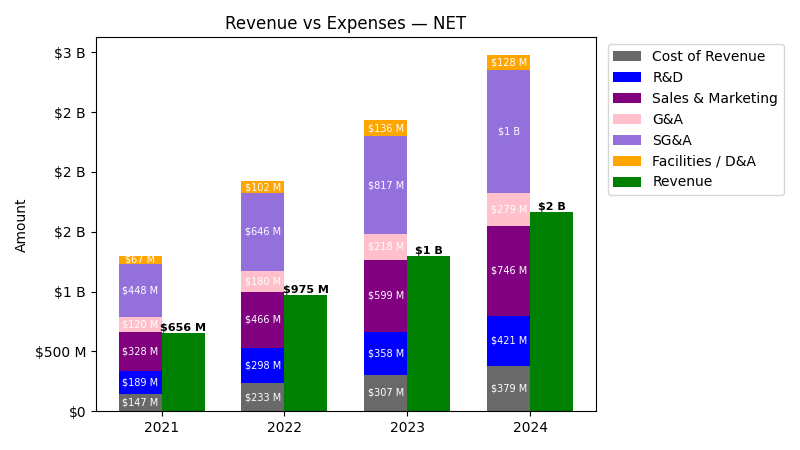 Revenue vs Expenses — NET
Amount
$3 B
$2 B
$2 B
$2 B
$1 B
$500 M
$0
$67 M
$448 M
$120 M
$328 M
$189 M
$147 M
$656 M
$102 M
$646 M
$180 M
$466 M
$298 M
$233 M
$975 M
$136 M
$817 M
$218 M
$599 M
$358 M
$307 M
$1 B
$128 M
$1 B
$279 M
$746 M
$421 M
$379 M
$2 B
2021
2022
2023
2024
Cost of Revenue
R&D
Sales & Marketing
G&A
SG&A
Facilities / D&A
Revenue